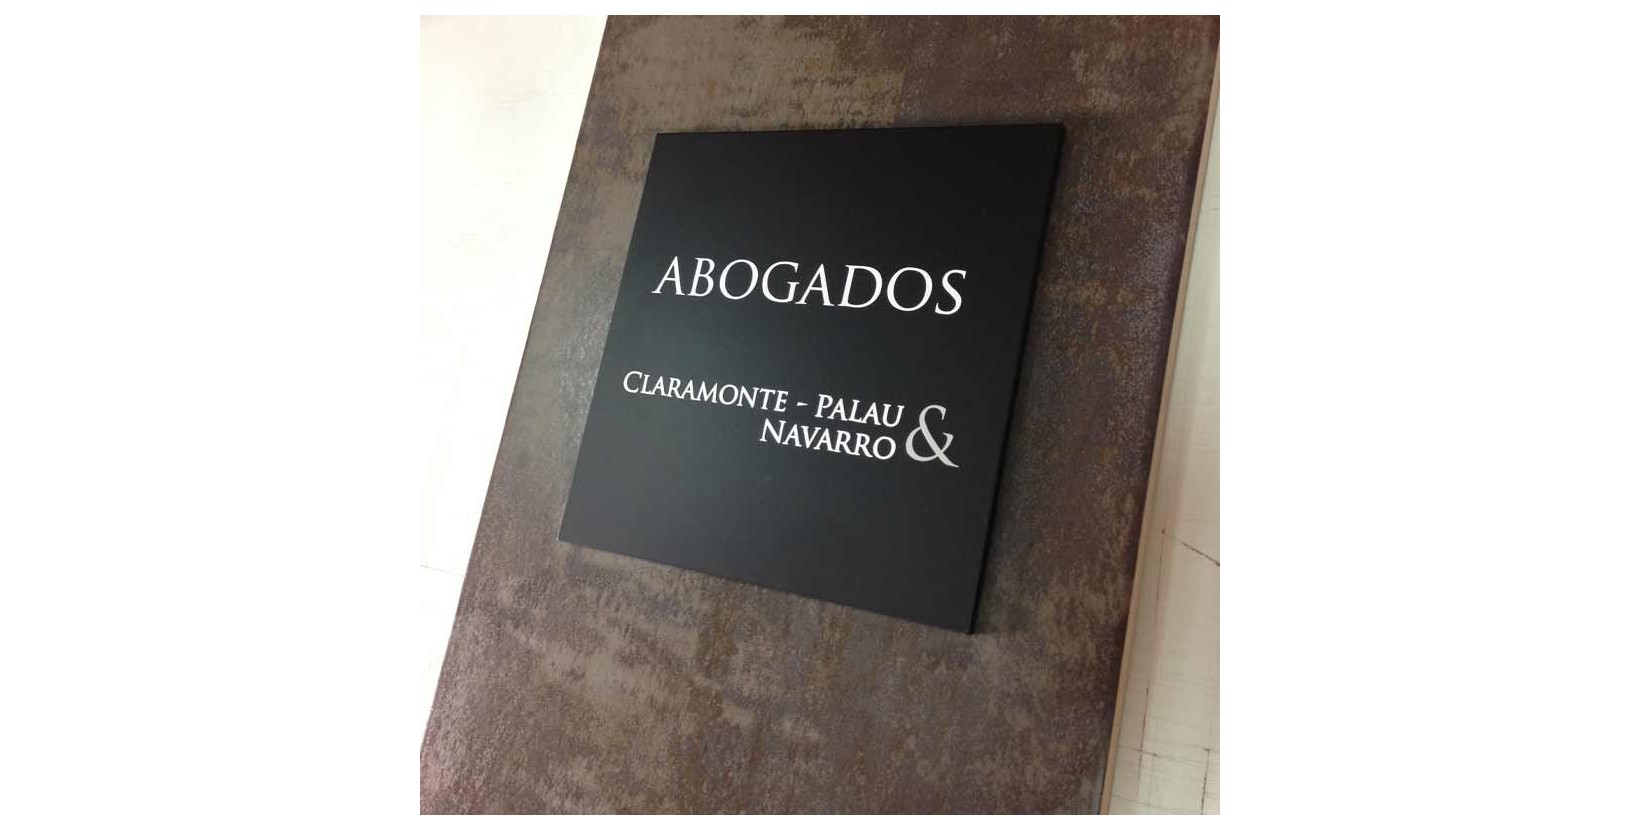 ABOGADOS
CLARAMONTE - PALAU &
NAVARRO